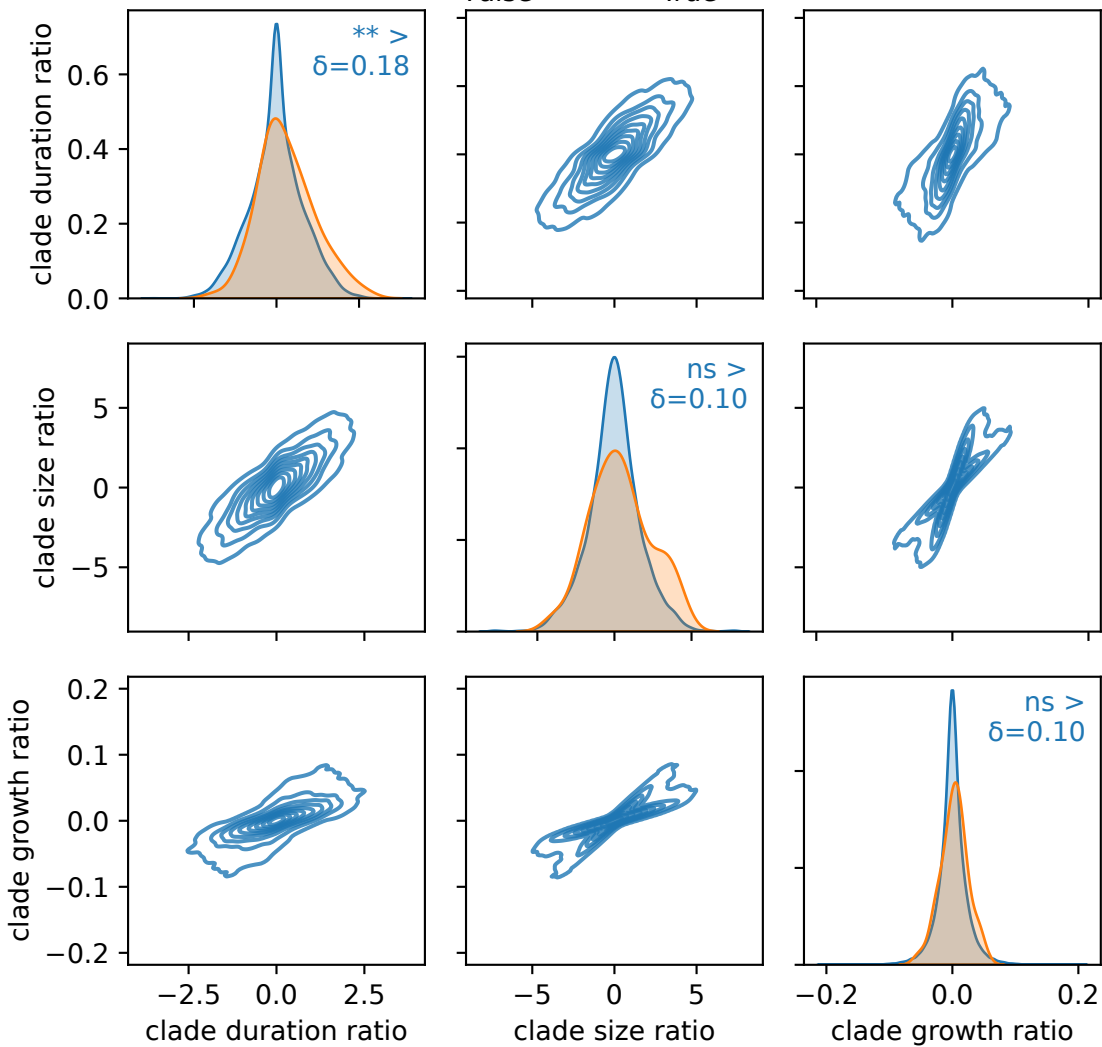 ** >
δ=0.18
clade duration ratio
0.6
0.4
0.2
0.0
ns >
δ=0.10
clade size ratio
5
0
−5
ns >
δ=0.10
clade growth ratio
0.2
0.1
0.0
−0.1
−0.2
−2.5 0.0 2.5
−5 0 5
−0.2 0.0 0.2
clade duration ratio
clade size ratio
clade growth ratio